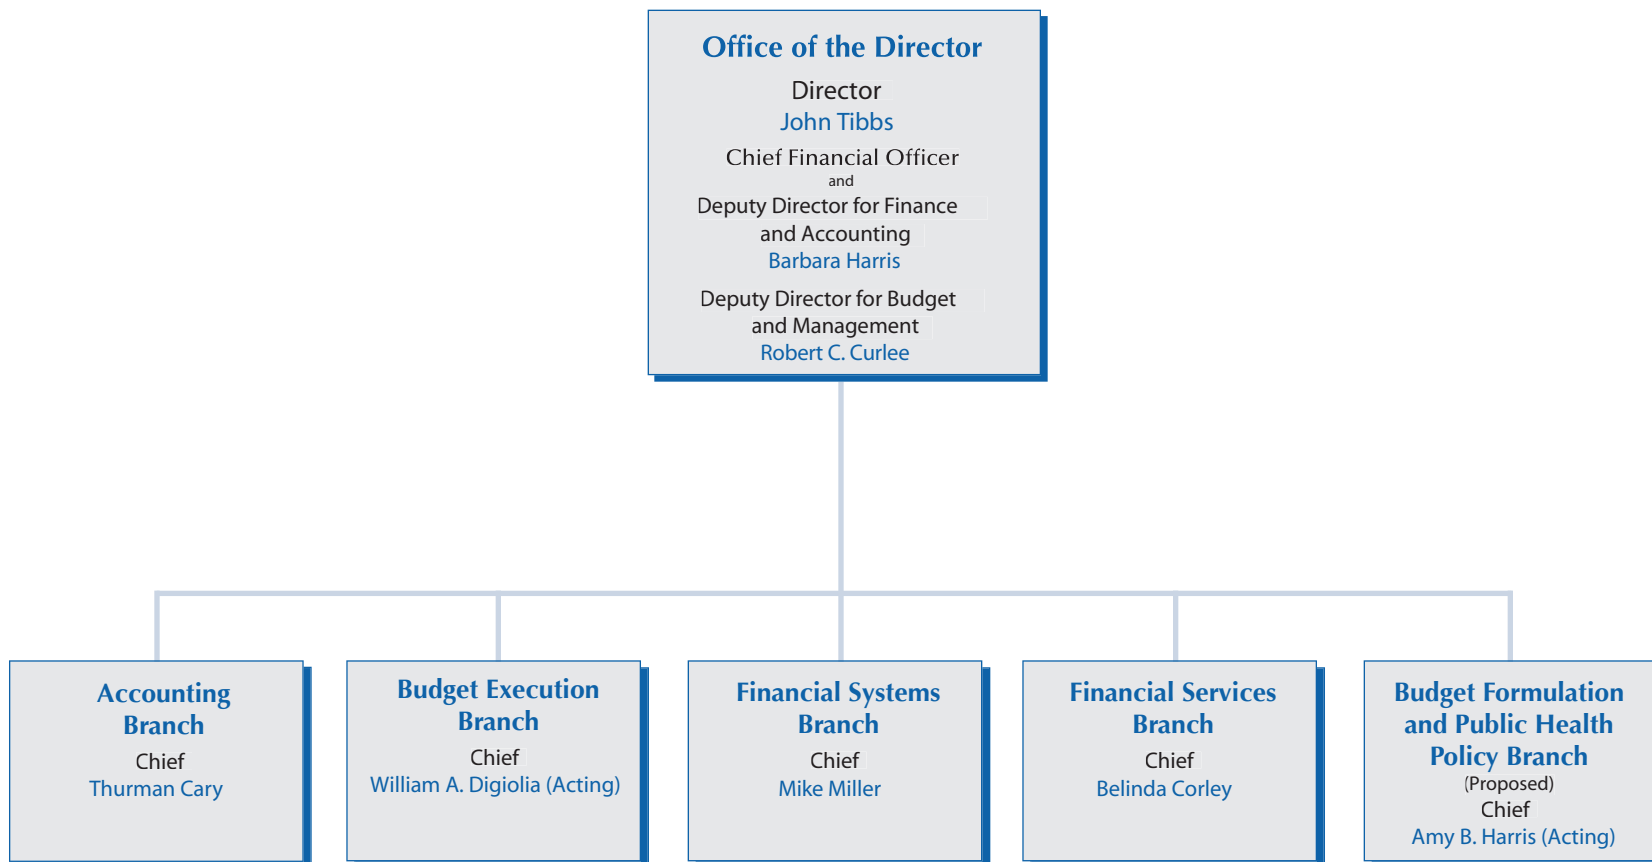 Office of the Director
Director
John Tibbs
Chief Financial Officer
and
Deputy Director for Finance
and Accounting
Barbara Harris
Deputy Director for Budget
and Management
Robert C. Curlee
Accounting
Branch
Chief
Thurman Cary
Budget Execution
Branch
Chief
William A. Digiolia (Acting)
Financial Systems
Branch
Chief
Mike Miller
Financial Services
Branch
Chief
Belinda Corley
Budget Formulation
and Public Health
Policy Branch
(Proposed)
Chief
Amy B. Harris (Acting)